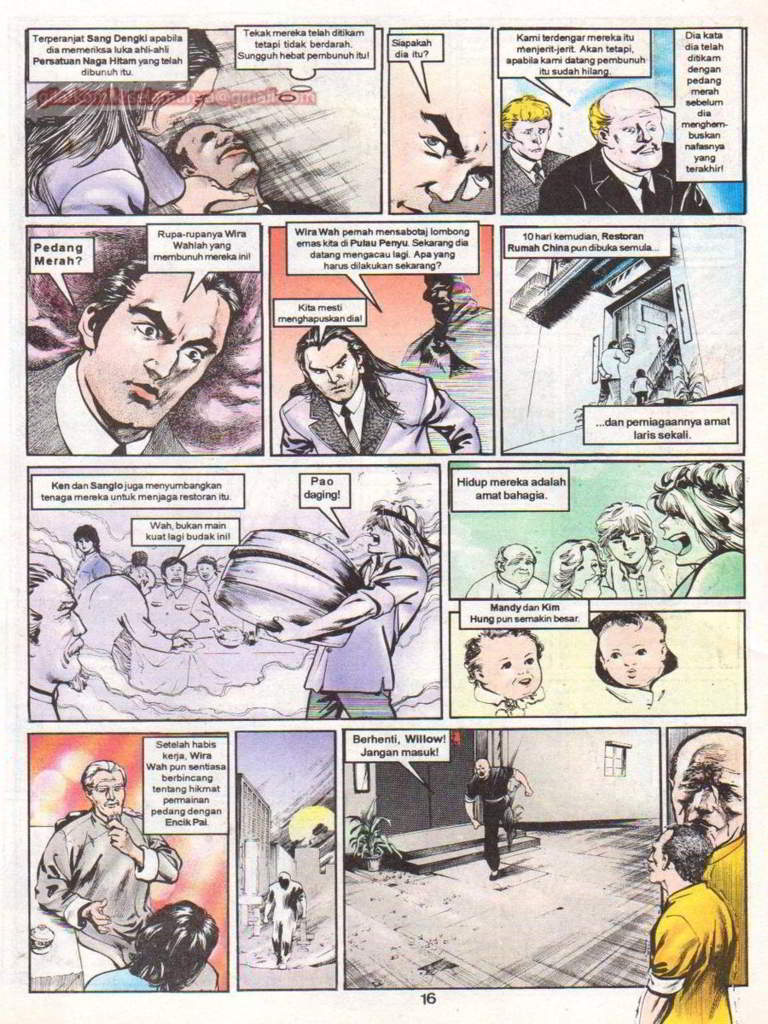 Terperanjat Sang Dengki apabila
dia memeriksa luka ahli-ahli
Persatuan Naga Hitam yang telah
dibunuh itu.
Tekak mereka telah ditikam
tetapi tidak berdarah.
Sungguh hebat pembunuh itu!
Siapakah
dia itu?
Kami terdengar mereka itu
menjerit-jerit. Akan tetapi,
apabila kami datang pembunuh
itu sudah hilang.
Dia kata
dia telah
ditikam
dengan
pedang
merah
sebelum
dia
menghem-
buskan
nafasnya
yang
terakhir!
Pedang
Merah?
Rupa-rupanya Wira
Wahlah yang
membunuh mereka ini!
Wira Wah pernah mensabotaj lombong
emas kita di Pulau Penyu. Sekarang dia
datang mengacau lagi. Apa yang
harus dilakukan sekarang?
Kita mesti
menghapuskan dia!
10 hari kemudian, Restoran
Rumah China pun dibuka semula...
...dan perniagaannya amat
laris sekali.
Ken dan Sanglo juga menyumbangkan
tenaga mereka untuk menjaga restoran itu.
Wah, bukan main
kuat lagi budak ini!
Pao
daging!
Hidup mereka adalah
amat bahagia.
Mandy dan Kim
Hung pun semakin besar.
Setelah habis
kerja, Wira
Wah pun sentiasa
berbincang
tentang hikmat
permainan
pedang dengan
Encik Pai.
Berhenti, Willow!
Jangan masuk!
16